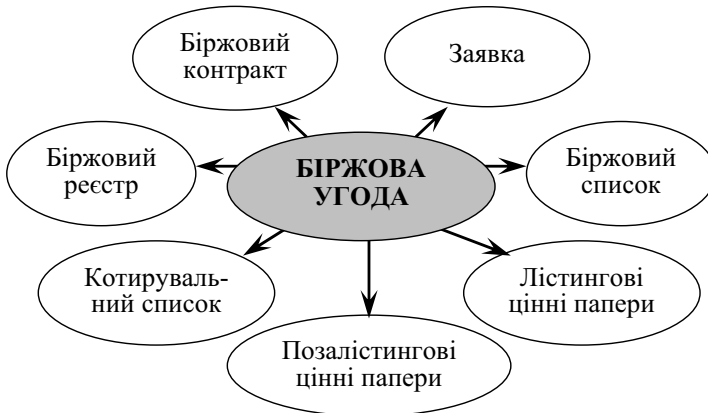 Біржовий
контракт
Заявка
Біржовий
реєстр
БІРЖОВА
УГОДА
Біржовий
список
Котируваль-
ний список
Лістингові
цінні папери
Позалістингові
цінні папери